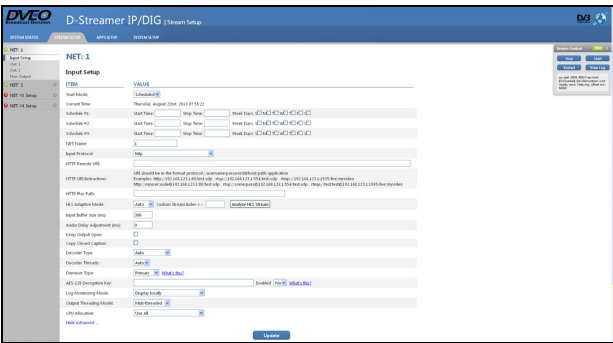 DVEO
Broadcast Division
D-Streamer IP/DIG | Stream Setup
DVB
SYSTEM STATUS STREAM SETUP APPS SETUP SYSTEM SETUP
NET: 1
Input Setup
Out: 1
Out: 2
New Output
NET: 2
NET #3 Setup
NET #4 Setup
NET: 1
Input Setup
ITEM VALUE
Start Mode: Scheduled
Current Time: Thursday, August 22nd, 2013 07:55:22
Schedule #1: Start Time: Stop Time: Week Days: S M T W T F S
Schedule #2: Start Time: Stop Time: Week Days: S M T W T F S
Schedule #3: Start Time: Stop Time: Week Days: S M T W T F S
NET Name: 1
Input Protocol: http
HTTP Remote URI:
HTTP URI Instructions: URI should be in the format protocol://username:password@host/path/application
HTTP Play Path:
HLS Adaptive Mode: Auto Custom Stream Index => Analyze HLS Stream
Input Buffer Size (ms): 300
Audio Delay Adjustment (ms): 0
Keep Output Open:
Copy Closed Caption:
Decoder Type: Auto
Decoder Threads: Auto
Demuxer Type: Primary What's this?
AES-128 Decryption Key: Enabled No What's this?
Log Monitoring Mode: Display locally
Output Threading Model: Multi-threaded
CPU Allocation: Use All
Hide Advanced ...
Update
Device Control
Stop Start
Restart View Log